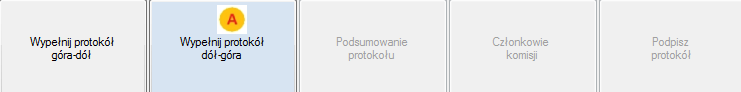 A
Wypełnij protokół
góra-dół
Wypełnij protokół
dół-góra
Podsumowanie
protokołu
Członkowie
komisji
Podpisz
protokół